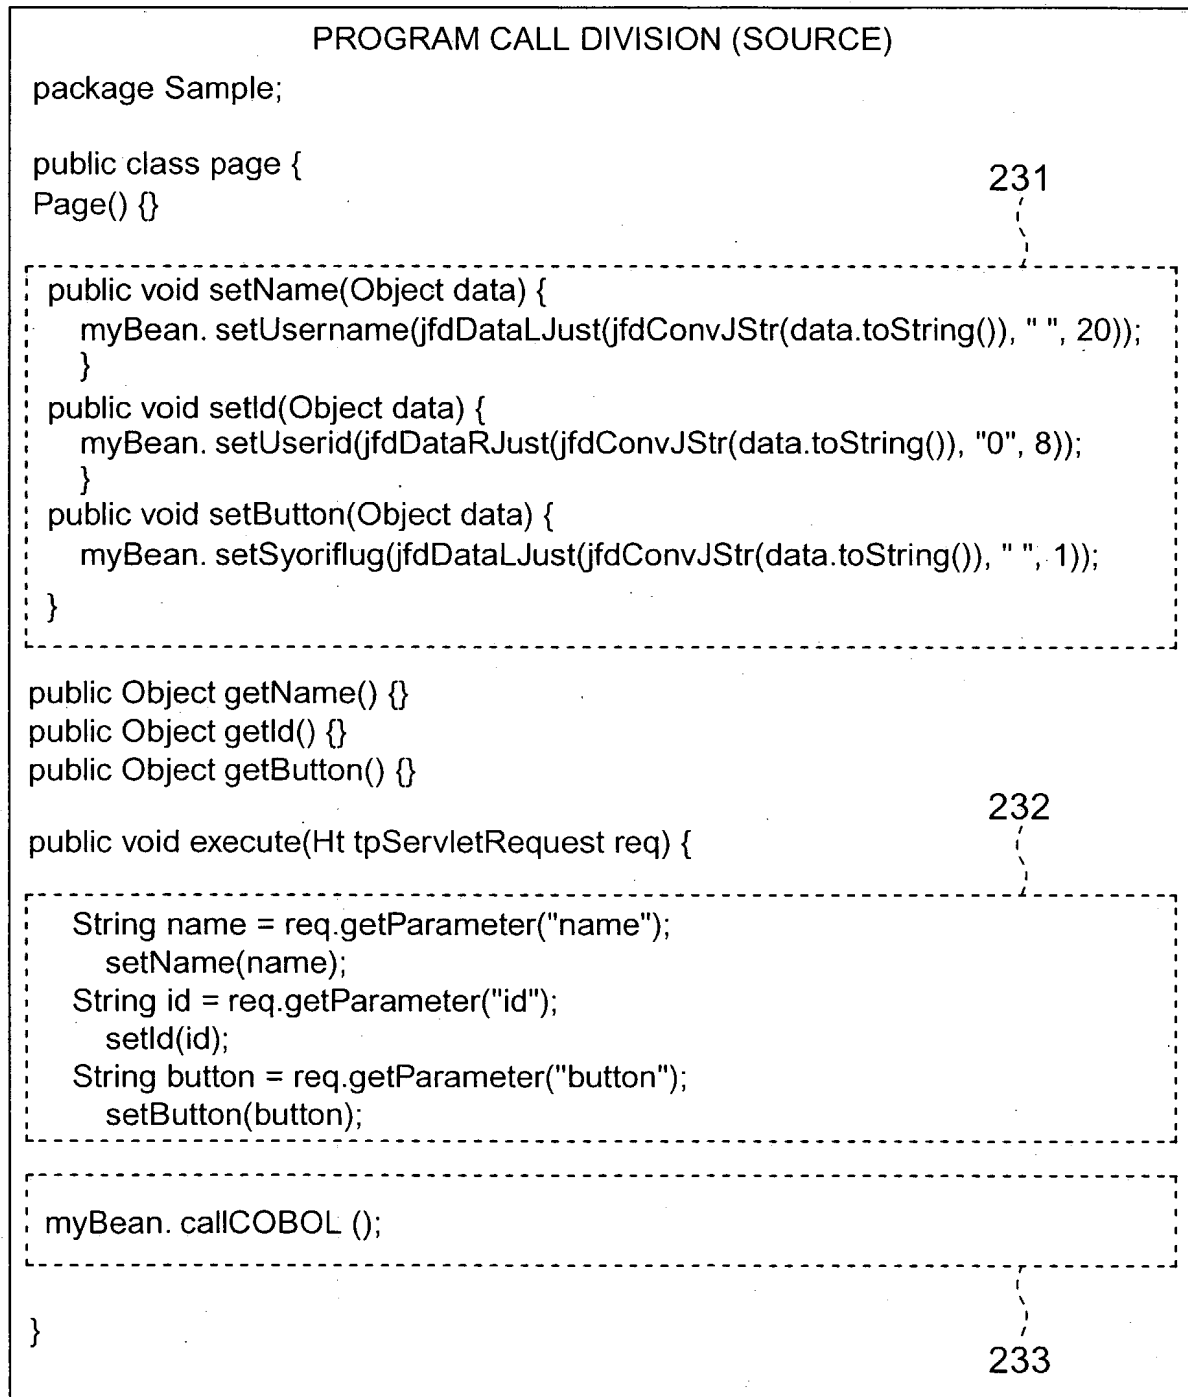 PROGRAM CALL DIVISION (SOURCE)
package Sample;
public class page {
Page() {}
231
public void setName(Object data) {
myBean. setUsername(jfdDataLJust(jfdConvJStr(data.toString()), " ", 20));
}
public void setId(Object data) {
myBean. setUserid(jfdDataRJust(jfdConvJStr(data.toString()), "0", 8));
}
public void setButton(Object data) {
myBean. setSyoriflug(jfdDataLJust(jfdConvJStr(data.toString()), " ", 1));
}
public Object getName() {}
public Object getId() {}
public Object getButton() {}
232
public void execute(Ht tpServletRequest req) {
String name = req.getParameter("name");
setName(name);
String id = req.getParameter("id");
setId(id);
String button = req.getParameter("button");
setButton(button);
myBean. callCOBOL ();
}
233